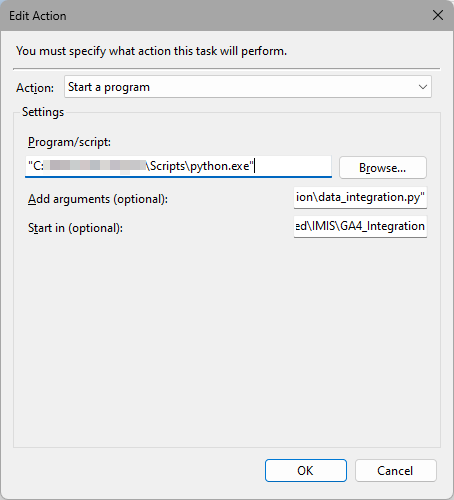 Edit Action
You must specify what action this task will perform.
Action: Start a program
Settings
Program/script:
"C: \Scripts\python.exe" Browse...
Add arguments (optional): ion\data_integration.py"
Start in (optional): ed\IMIS\GA4_Integration
OK Cancel